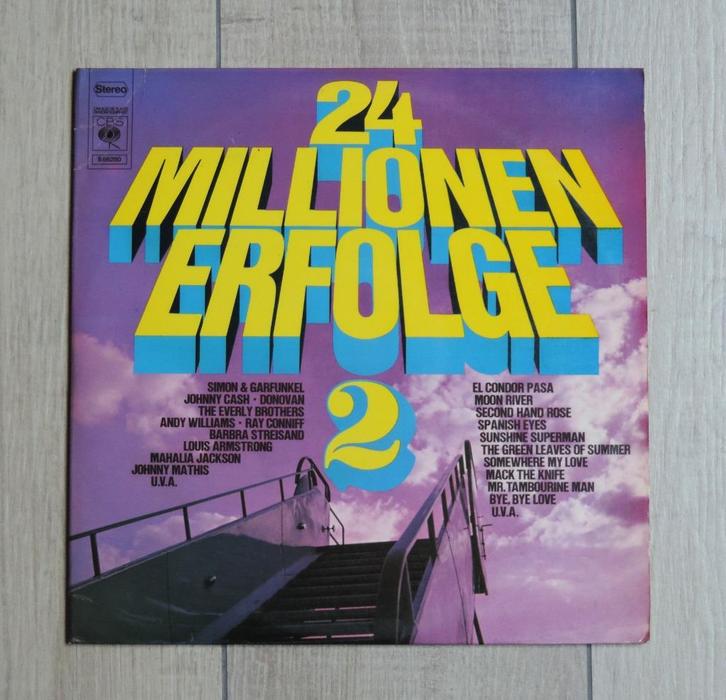 Stereo
CBS
24
MILLIONEN
ERFOLGE
2
SIMON & GARFUNKEL
JOHNNY CASH · DONOVAN
THE EVERLY BROTHERS
ANDY WILLIAMS · RAY CONNIFF
BARBRA STREISAND
LOUIS ARMSTRONG
MAHALIA JACKSON
JOHNNY MATHIS
U.V.A.
EL CONDOR PASA
MOON RIVER
SECOND HAND ROSE
SPANISH EYES
SUNSHINE SUPERMAN
THE GREEN LEAVES OF SUMMER
SOMEWHERE MY LOVE
MACK THE KNIFE
MR. TAMBOURINE MAN
BYE, BYE LOVE
U.V.A.